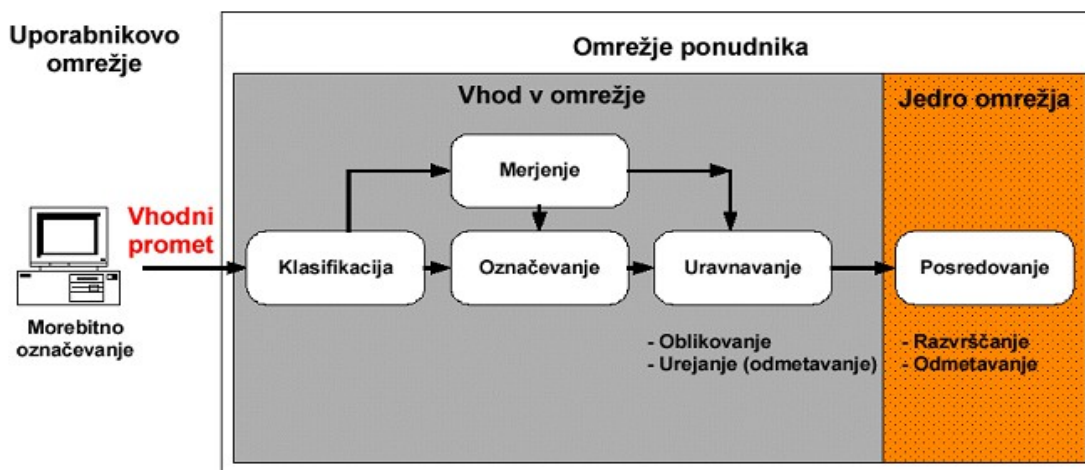 Uporabnikovo
omrežje
Omrežje ponudnika
Vhod v omrežje
Jedro omrežja
Merjenje
Vhodni
promet
Klasifikacija
Označevanje
Uravnavanje
Posredovanje
Morebitno
označevanje
- Oblikovanje
- Urejanje (odmetavanje)
- Razvrščanje
- Odmetavanje